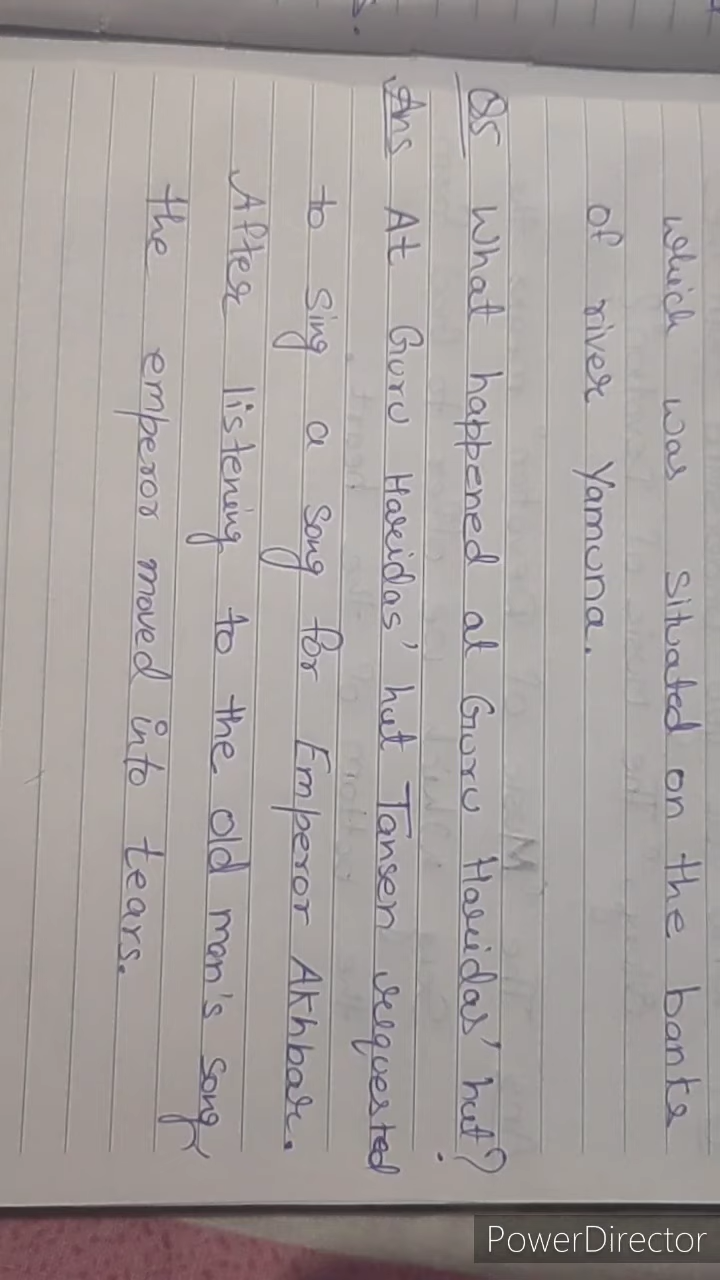 which was situated on the banks
of river Yamuna.
Q5 What happened at Guru Haridas' hut?
Ans At Guru Haridas' hut Tansen requested
to sing a song for Emperor Akhbar.
After listening to the old man's song
the emperor moved into tears.
PowerDirector